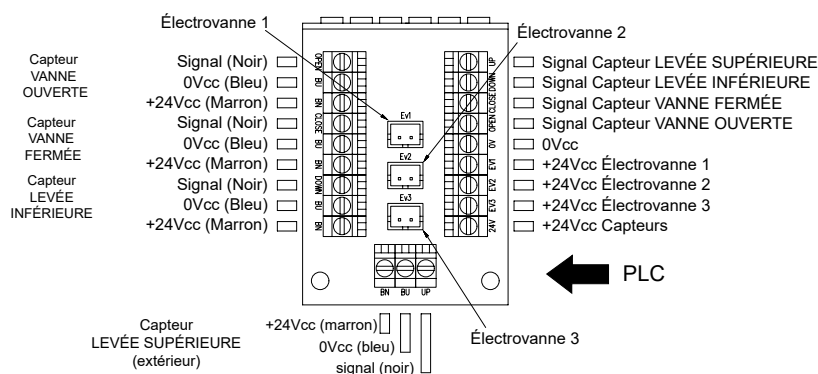 Électrovanne 1
Électrovanne 2
Capteur
VANNE
OUVERTE
Signal (Noir)
0Vcc (Bleu)
+24Vcc (Marron)
Capteur
VANNE
FERMÉE
Signal (Noir)
0Vcc (Bleu)
+24Vcc (Marron)
Capteur
LEVÉE
INFÉRIEURE
Signal (Noir)
0Vcc (Bleu)
+24Vcc (Marron)
OPEN
BU
BN
CLOSE
BU
BN
DOWN
BU
BN
Ev1
Ev2
Ev3
UP
DOWN
CLOSE
OPEN
0V
EV1
EV2
EV3
24V
Signal Capteur LEVÉE SUPÉRIEURE
Signal Capteur LEVÉE INFÉRIEURE
Signal Capteur VANNE FERMÉE
Signal Capteur VANNE OUVERTE
0Vcc
+24Vcc Électrovanne 1
+24Vcc Électrovanne 2
+24Vcc Électrovanne 3
+24Vcc Capteurs
PLC
BN BU UP
Capteur
LEVÉE SUPÉRIEURE
(extérieur)
+24Vcc (marron)
0Vcc (bleu)
signal (noir)
Électrovanne 3